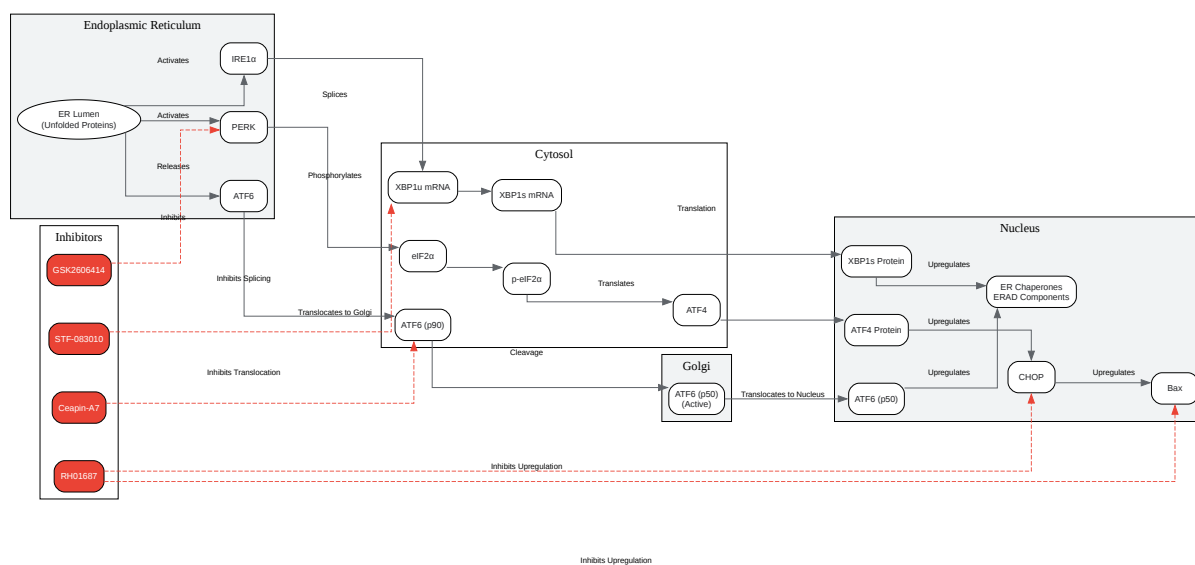 Endoplasmic Reticulum
IRE1α
Activates
Splices
ER Lumen
(Unfolded Proteins)
Activates
PERK
Releases
Phosphorylates
ATF6
Inhibits
Cytosol
XBP1u mRNA
XBP1s mRNA
Translation
eIF2α
p-eIF2α
Translates
ATF4
ATF6 (p90)
Translocates to Golgi
Inhibits Splicing
Cleavage
Inhibitors
GSK2606414
STF-083010
Inhibits Translocation
Ceapin-A7
RH01687
Golgi
ATF6 (p50)
(Active)
Translocates to Nucleus
Nucleus
XBP1s Protein
Upregulates
ER Chaperones
ERAD Components
ATF4 Protein
Upregulates
CHOP
Upregulates
Upregulates
Bax
ATF6 (p50)
Inhibits Upregulation
Inhibits Upregulation